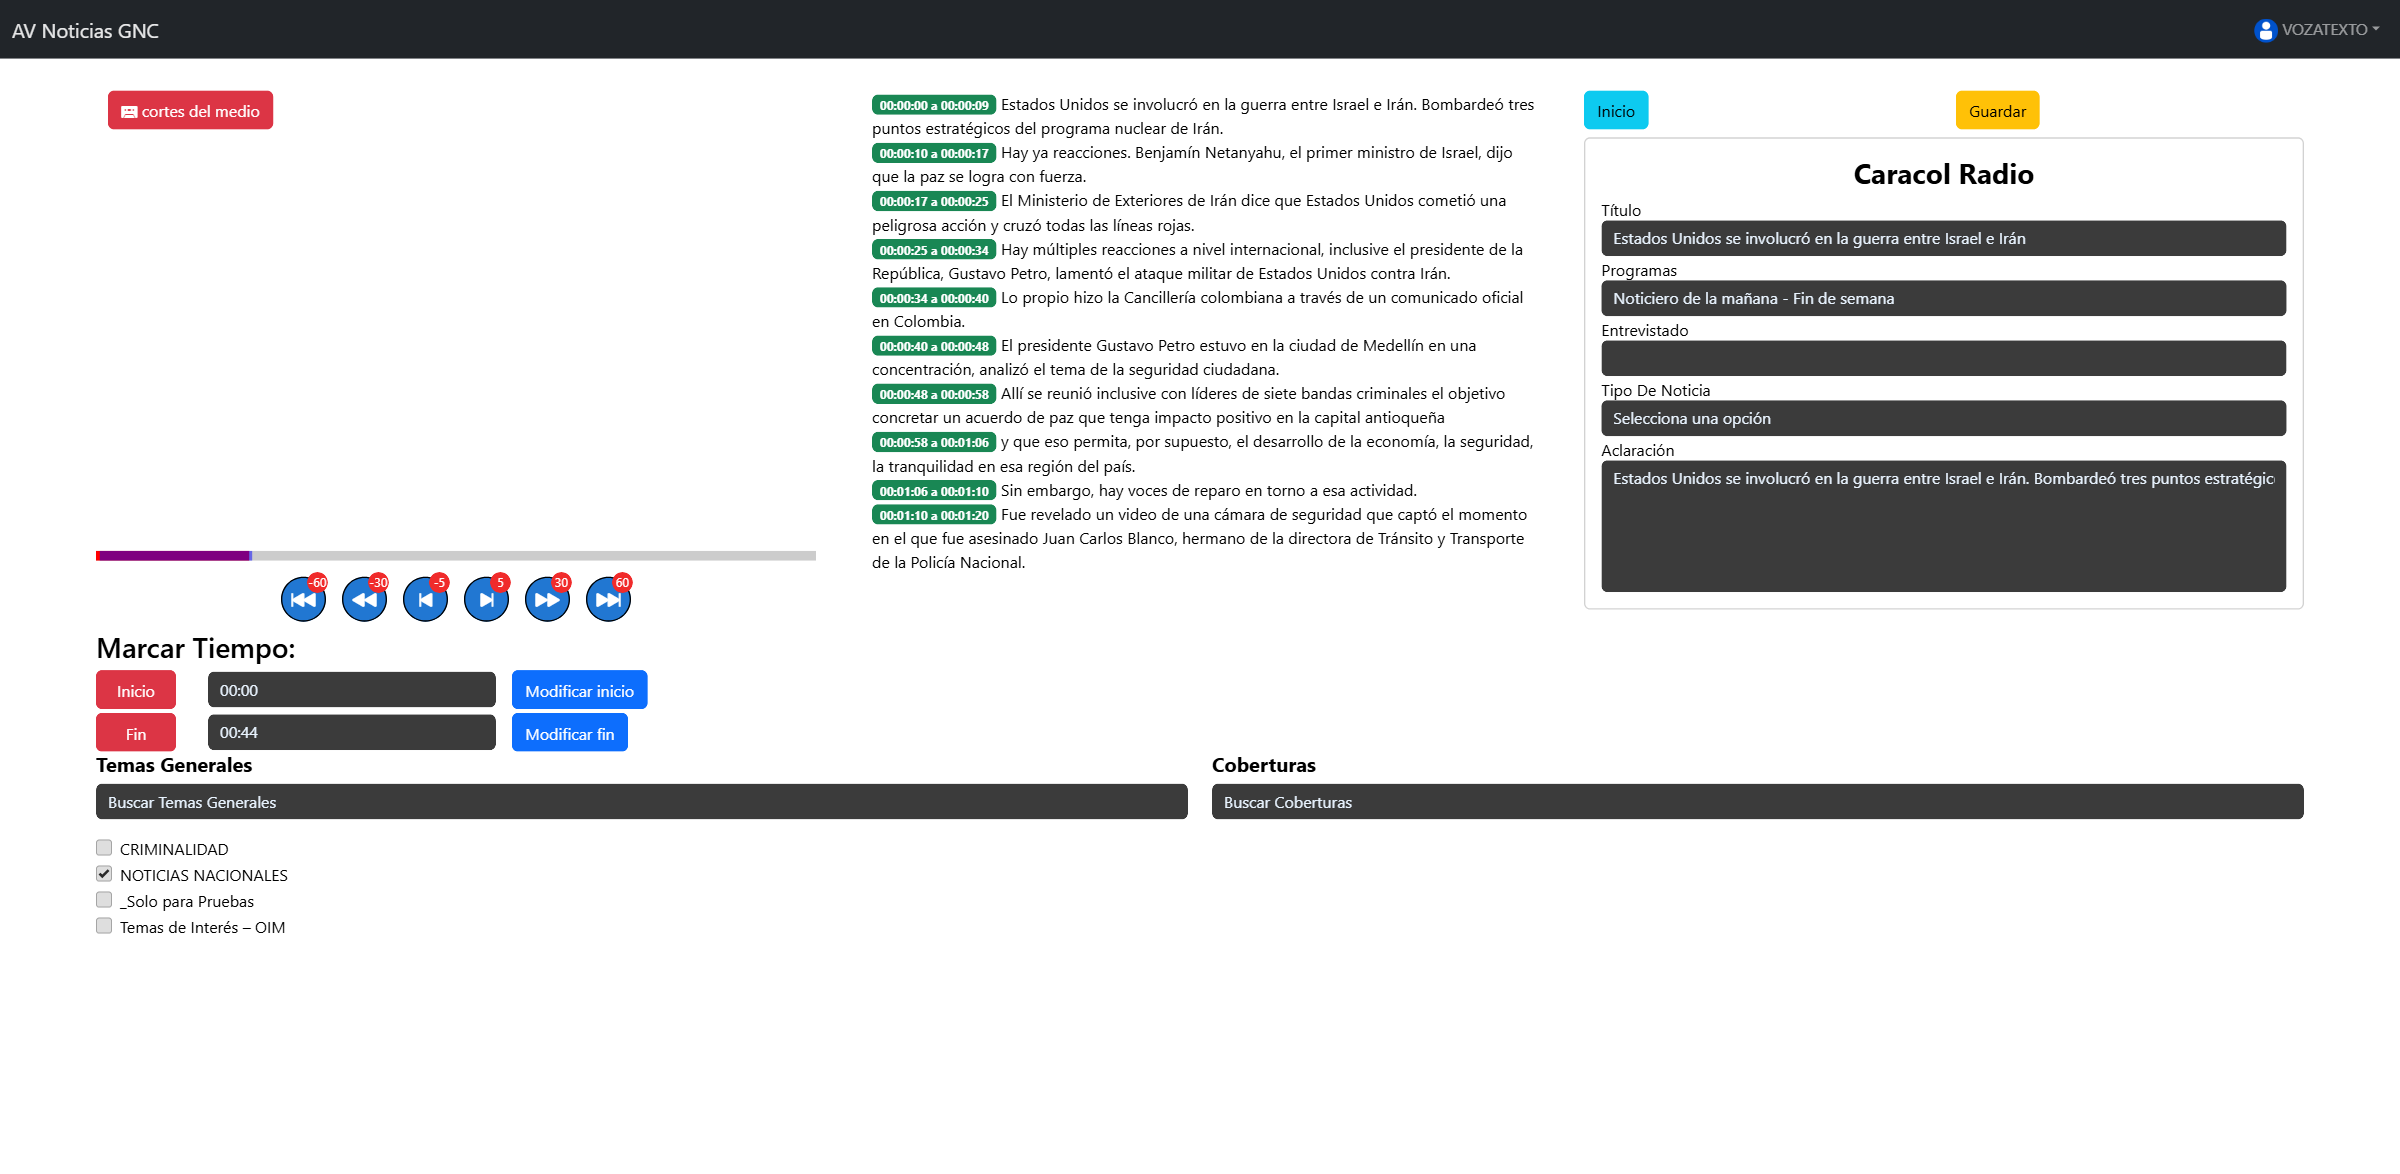 AV Noticias GNC
VOZATEXTO
cortes del medio
-60
-30
-5
5
30
60
Marcar Tiempo:
Inicio
00:00
Modificar inicio
Fin
00:44
Modificar fin
00:00:00 a 00:00:09 Estados Unidos se involucró en la guerra entre Israel e Irán. Bombardeó tres
puntos estratégicos del programa nuclear de Irán.
00:00:10 a 00:00:17 Hay ya reacciones. Benjamín Netanyahu, el primer ministro de Israel, dijo
que la paz se logra con fuerza.
00:00:17 a 00:00:25 El Ministerio de Exteriores de Irán dice que Estados Unidos cometió una
peligrosa acción y cruzó todas las líneas rojas.
00:00:25 a 00:00:34 Hay múltiples reacciones a nivel internacional, inclusive el presidente de la
República, Gustavo Petro, lamentó el ataque militar de Estados Unidos contra Irán.
00:00:34 a 00:00:40 Lo propio hizo la Cancillería colombiana a través de un comunicado oficial
en Colombia.
00:00:40 a 00:00:48 El presidente Gustavo Petro estuvo en la ciudad de Medellín en una
concentración, analizó el tema de la seguridad ciudadana.
00:00:48 a 00:00:58 Allí se reunió inclusive con líderes de siete bandas criminales el objetivo
concretar un acuerdo de paz que tenga impacto positivo en la capital antioqueña
00:00:58 a 00:01:06 y que eso permita, por supuesto, el desarrollo de la economía, la seguridad,
la tranquilidad en esa región del país.
00:01:06 a 00:01:10 Sin embargo, hay voces de reparo en torno a esa actividad.
00:01:10 a 00:01:20 Fue revelado un video de una cámara de seguridad que captó el momento
en el que fue asesinado Juan Carlos Blanco, hermano de la directora de Tránsito y Transporte
de la Policía Nacional.
Inicio
Guardar
Caracol Radio
Título
Estados Unidos se involucró en la guerra entre Israel e Irán
Programas
Noticiero de la mañana - Fin de semana
Entrevistado
Tipo De Noticia
Selecciona una opción
Aclaración
Estados Unidos se involucró en la guerra entre Israel e Irán. Bombardeó tres puntos estratégic
Temas Generales
Buscar Temas Generales
CRIMINALIDAD
NOTICIAS NACIONALES
_Solo para Pruebas
Temas de Interés – OIM
Coberturas
Buscar Coberturas